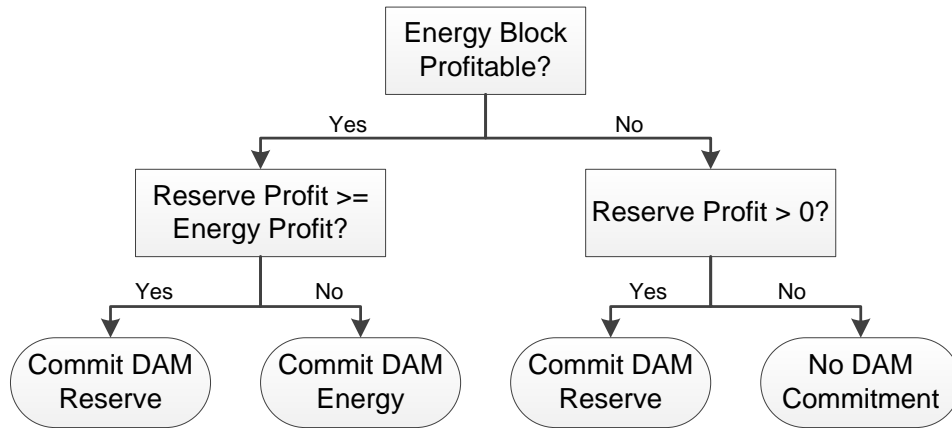 Energy Block
Profitable?
Yes
No
Reserve Profit >=
Energy Profit?
Reserve Profit > 0?
Yes
No
Yes
No
Commit DAM
Reserve
Commit DAM
Energy
Commit DAM
Reserve
No DAM
Commitment